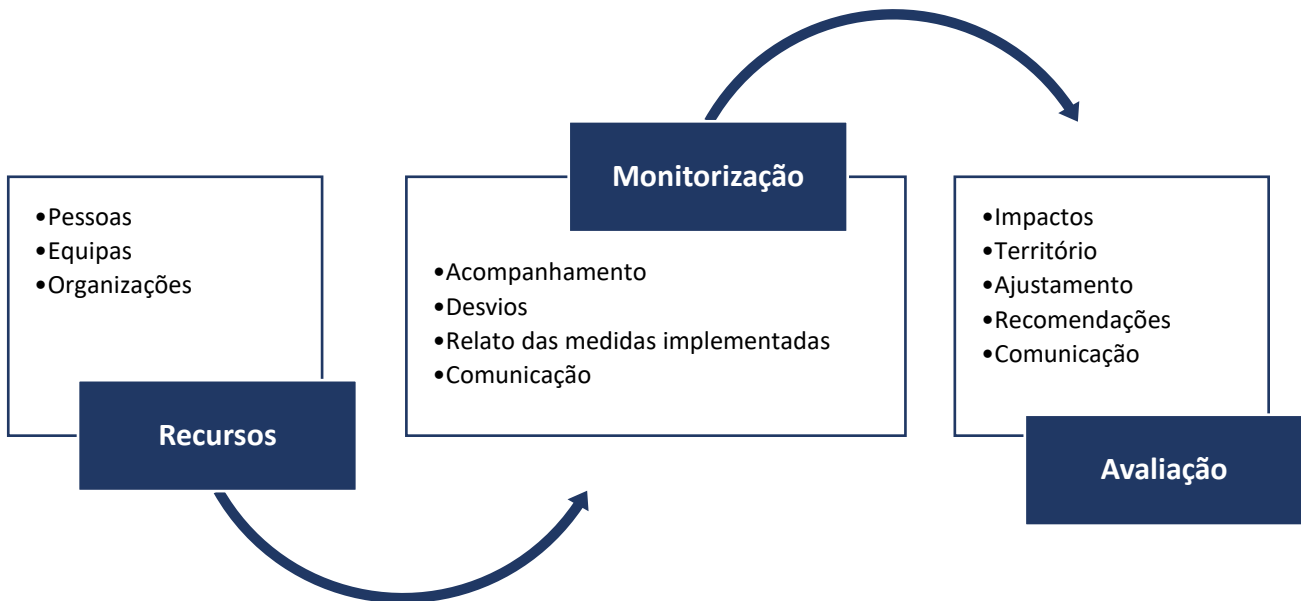 •Pessoas
•Equipas
•Organizações
Recursos
Monitorização
•Acompanhamento
•Desvios
•Relato das medidas implementadas
•Comunicação
•Impactos
•Território
•Ajustamento
•Recomendações
•Comunicação
Avaliação